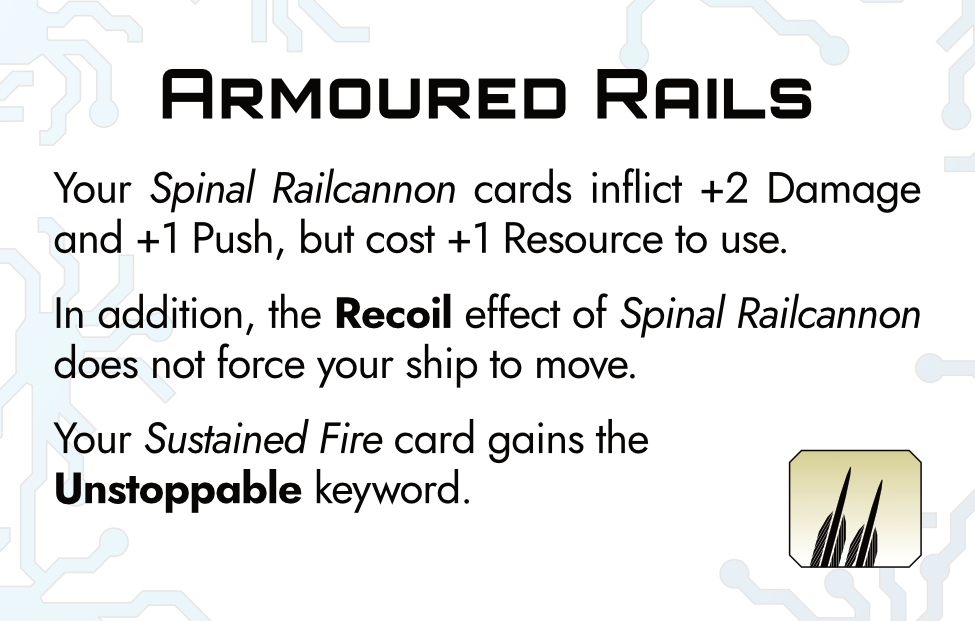 Armoured Rails
Your Spinal Railcannon cards inflict +2 Damage
and +1 Push, but cost +1 Resource to use.
In addition, the Recoil effect of Spinal Railcannon
does not force your ship to move.
Your Sustained Fire card gains the
Unstoppable keyword.